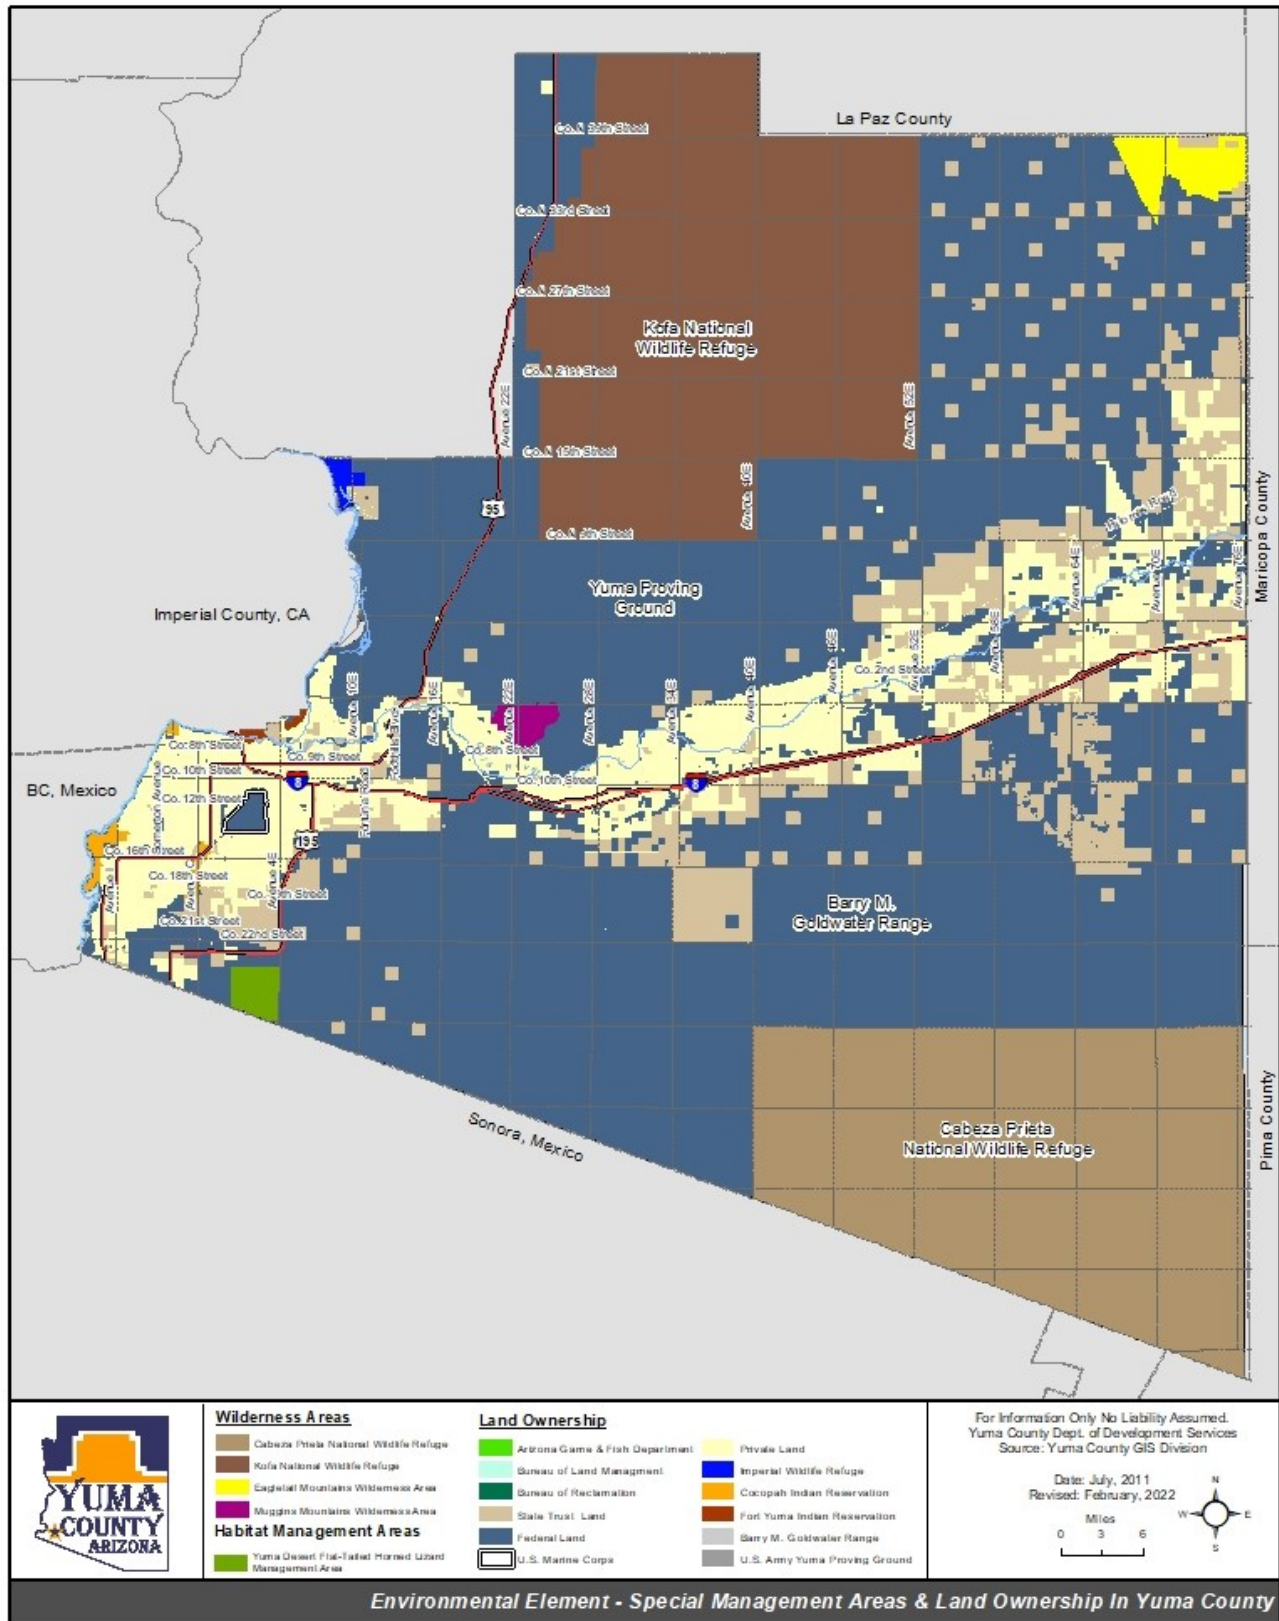 La Paz County
Co. N. 39th Street
Co. N. 33rd Street
Co. N. 27th Street
Kofa National
Wildlife Refuge
Co. N. 21st Street
Avenue 22E
Avenue 52E
Co. N. 15th Street
Avenue 40E
95
Co. N. 9th Street
Maricopa County
Palomas Road
Yuma Proving
Ground
Imperial County, CA
Avenue 64E
Avenue 70E
Avenue 76E
Avenue 58E
Avenue 52E
Avenue 46E
Co. 2nd Street
Avenue 10E
Avenue 16E
Avenue 22E
Avenue 28E
Avenue 34E
Avenue 40E
Foothills Blvd
Co. 8th Street
Co. 9th Street
Co. 8th Street
Co. 10th Street
Co. 10th Street
8
8
BC, Mexico
Co. 12th Street
Somerton Avenue
Fortuna Road
195
Co. 16th Street
Co. 18th Street
Avenue 4E
Co. 19th Street
Co. 21st Street
Co. 22nd Street
Barry M.
Goldwater Range
Sonora, Mexico
Cabeza Prieta
National Wildlife Refuge
Pima County
YUMA
COUNTY
ARIZONA
Wilderness Areas
Cabeza Prieta National Wildlife Refuge
Kofa National Wildlife Refuge
Eagletail Mountains Wilderness Area
Muggins Mountains Wilderness Area
Habitat Management Areas
Yuma Desert Flat-Tailed Horned Lizard
Management Area
Land Ownership
Arizona Game & Fish Department
Bureau of Land Managment
Bureau of Reclamation
State Trust Land
Federal Land
U.S. Marine Corps
Private Land
Imperial Wildlife Refuge
Cocopah Indian Reservation
Fort Yuma Indian Reservation
Barry M. Goldwater Range
U.S. Army Yuma Proving Ground
For Information Only No Liability Assumed.
Yuma County Dept. of Development Services
Source: Yuma County GIS Division
Date: July, 2011
Revised: February, 2022
Miles
0 3 6
N
W E
S
Environmental Element - Special Management Areas & Land Ownership In Yuma County